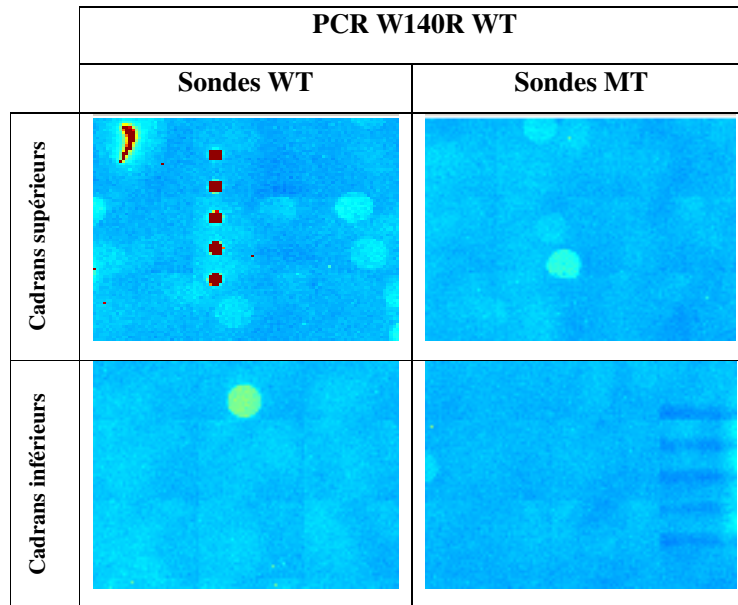 PCR W140R WT
Sondes WT
Sondes MT
Cadrans supérieurs
Cadrans inférieurs